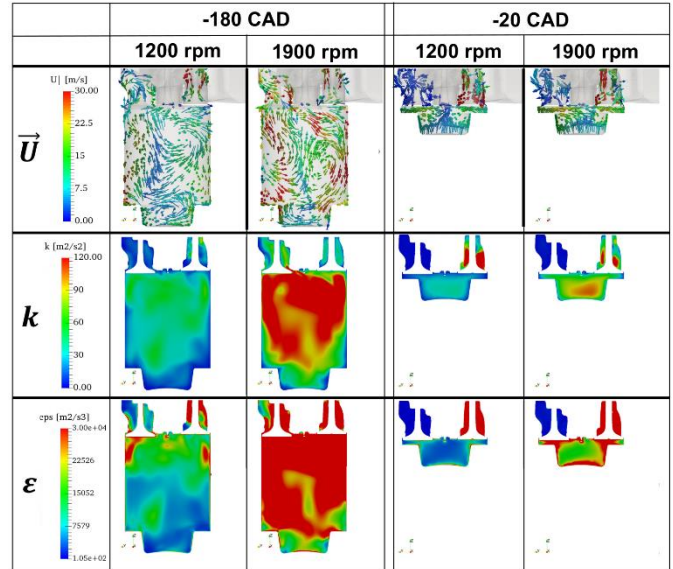 -180 CAD -20 CAD
1200 rpm 1900 rpm 1200 rpm 1900 rpm
U| [m/s]
30.00
22.5
15
7.5
0.00
U
k [m2/s2]
120.00
90
60
30
0.00
k
eps [m2/s3]
3.00e+04
22526
15052
7579
1.05e+02
ε